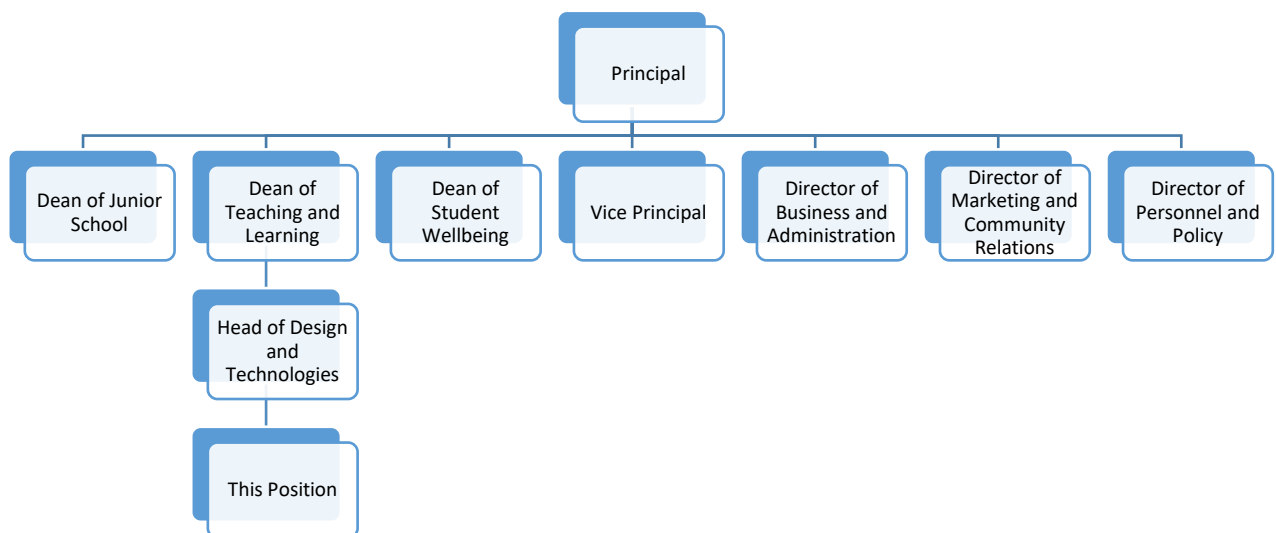 Principal
Dean of Junior
School
Dean of
Teaching and
Learning
Dean of
Student
Wellbeing
Vice Principal
Director of
Business and
Administration
Director of
Marketing and
Community
Relations
Director of
Personnel and
Policy
Head of Design
and
Technologies
This Position